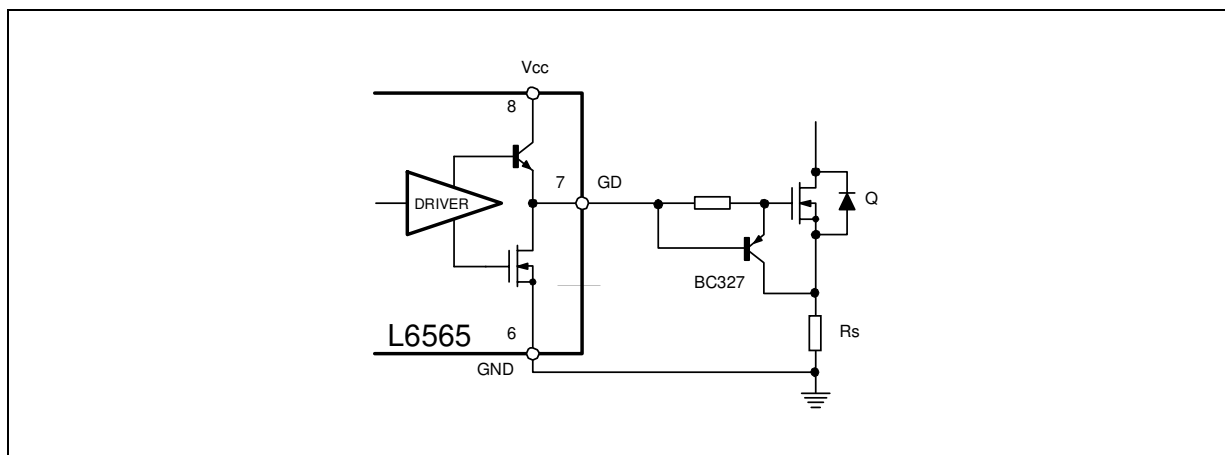 Vcc
8
7
GD
DRIVER
Q
BC327
L6565
6
Rs
GND